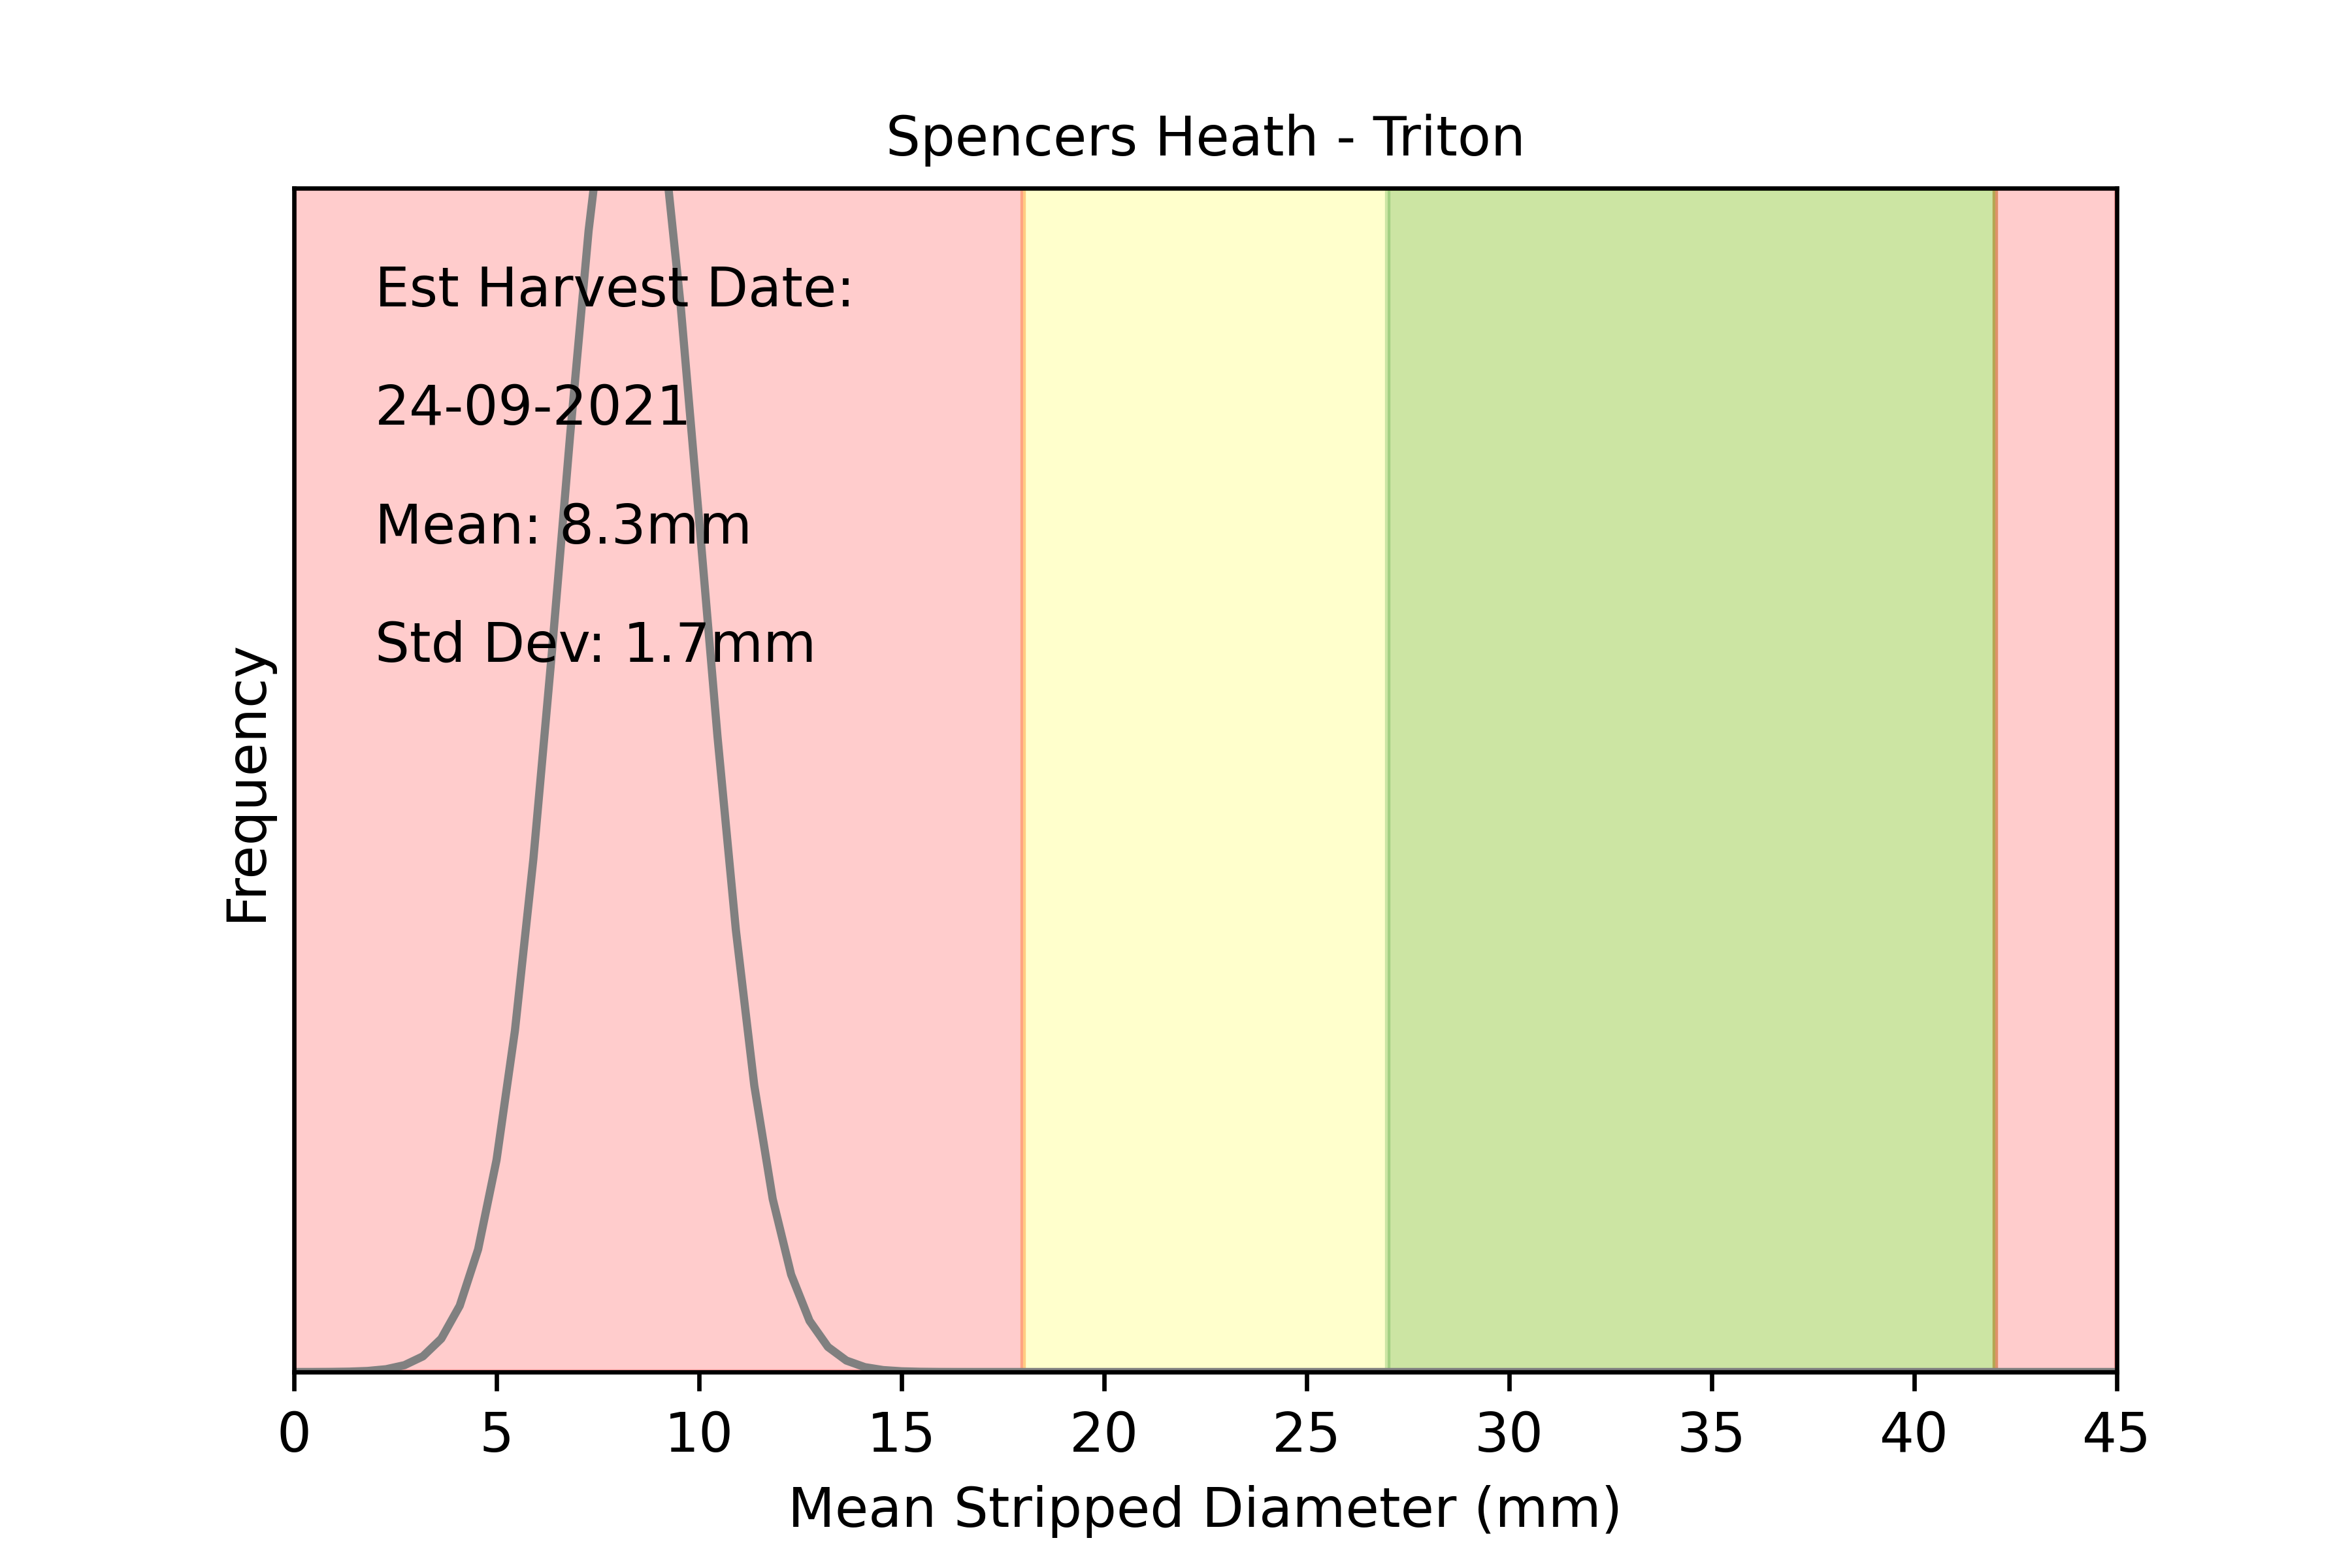 Spencers Heath - Triton
Est Harvest Date:
24-09-2021
Mean: 8.3mm
Std Dev: 1.7mm
Frequency
0 5 10 15 20 25 30 35 40 45
Mean Stripped Diameter (mm)